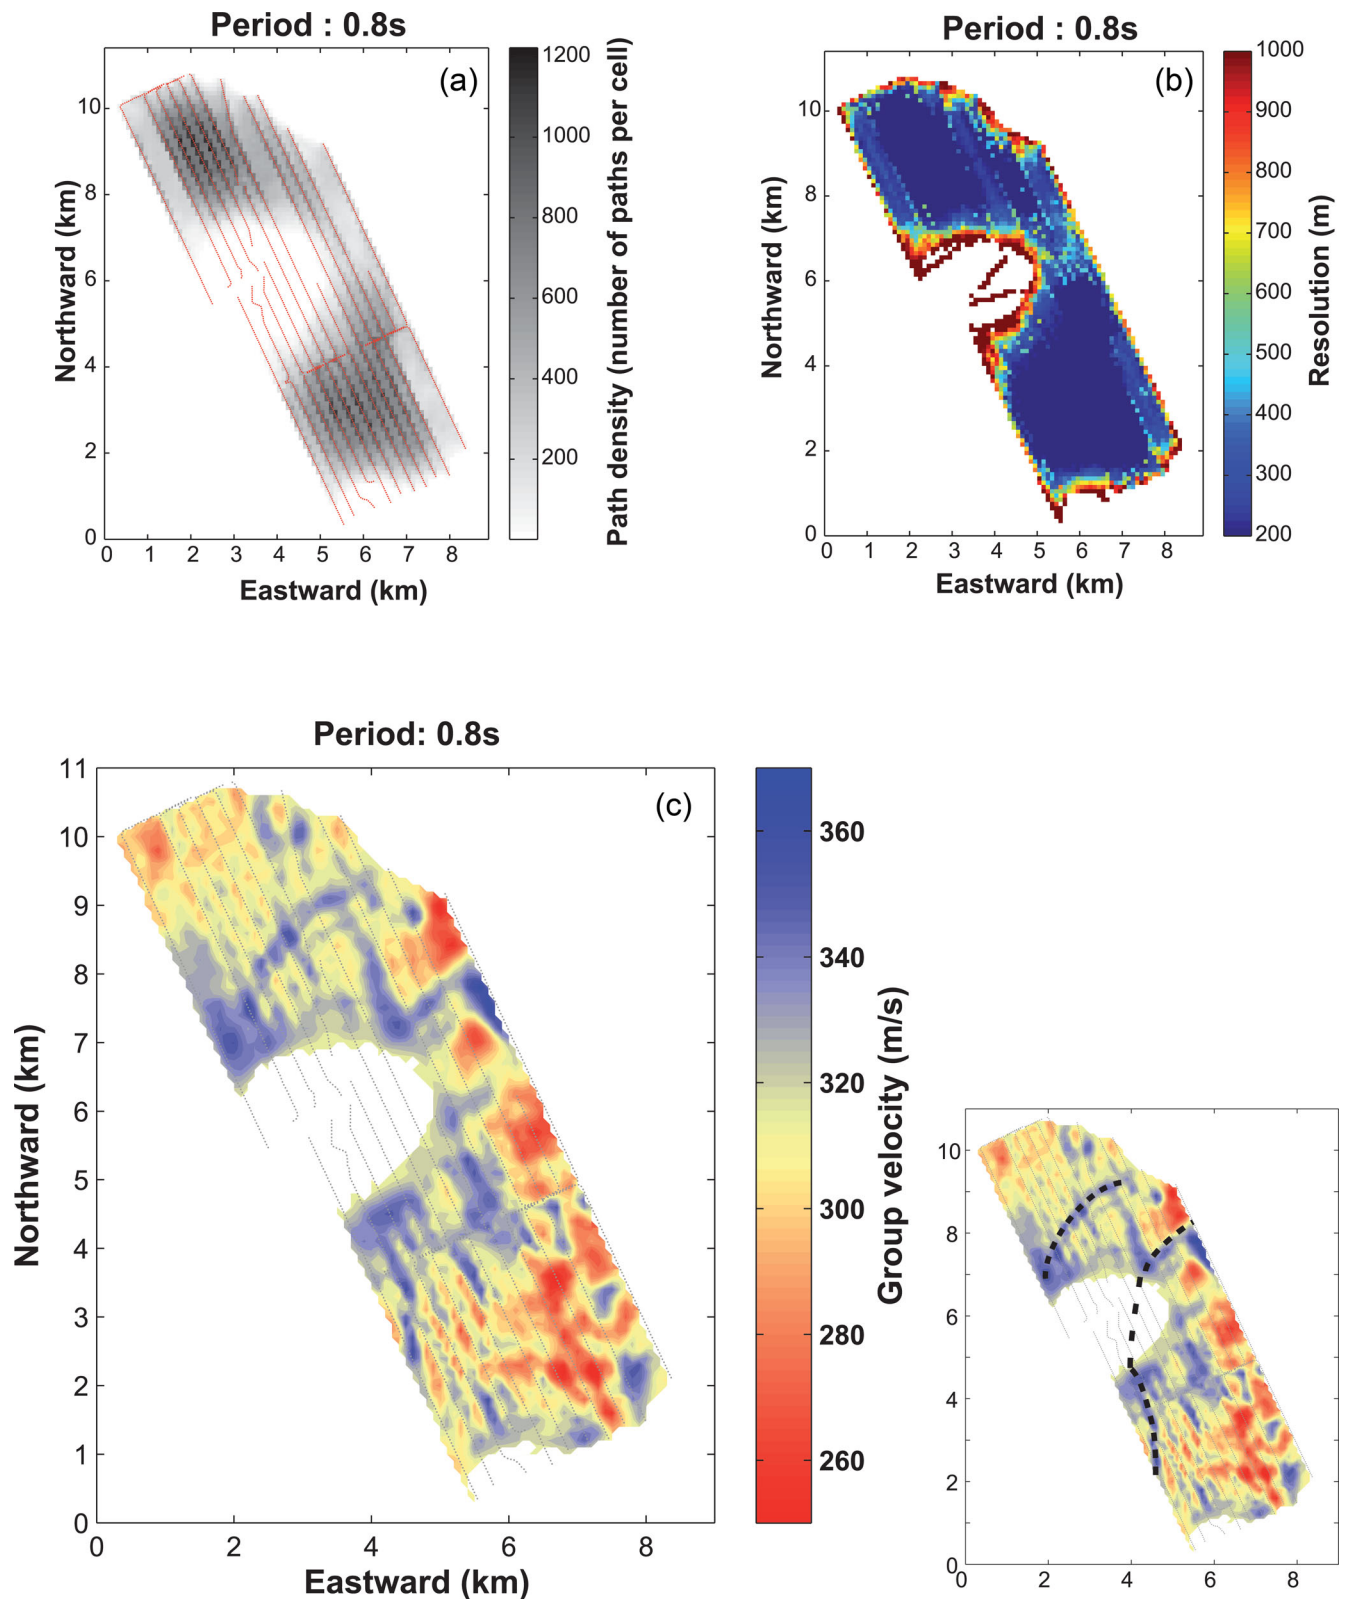 Period : 0.8s
(a)
10
8
6
4
2
0
0 1 2 3 4 5 6 7 8
Northward (km)
Eastward (km)
1200
1000
800
600
400
200
Path density (number of paths per cell)
Period : 0.8s
(b)
10
8
6
4
2
0
0 1 2 3 4 5 6 7 8
Northward (km)
Eastward (km)
1000
900
800
700
600
500
400
300
200
Resolution (m)
Period: 0.8s
(c)
11
10
9
8
7
6
5
4
3
2
1
0
0 2 4 6 8
Northward (km)
Eastward (km)
360
340
320
300
280
260
Group velocity (m/s)
10
8
6
4
2
0
0 2 4 6 8